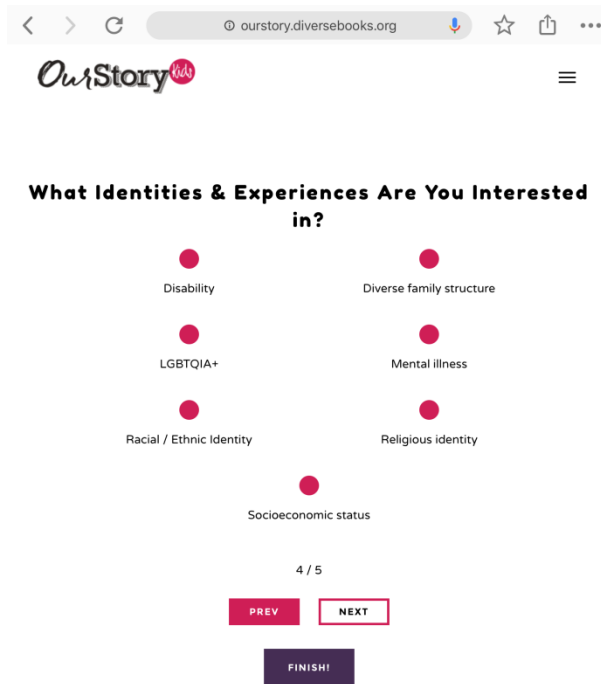 ourstory.diversebooks.org
OurStory Kids
What Identities & Experiences Are You Interested
in?
Disability
Diverse family structure
LGBTQIA+
Mental illness
Racial / Ethnic Identity
Religious identity
Socioeconomic status
4 / 5
PREV
NEXT
FINISH!